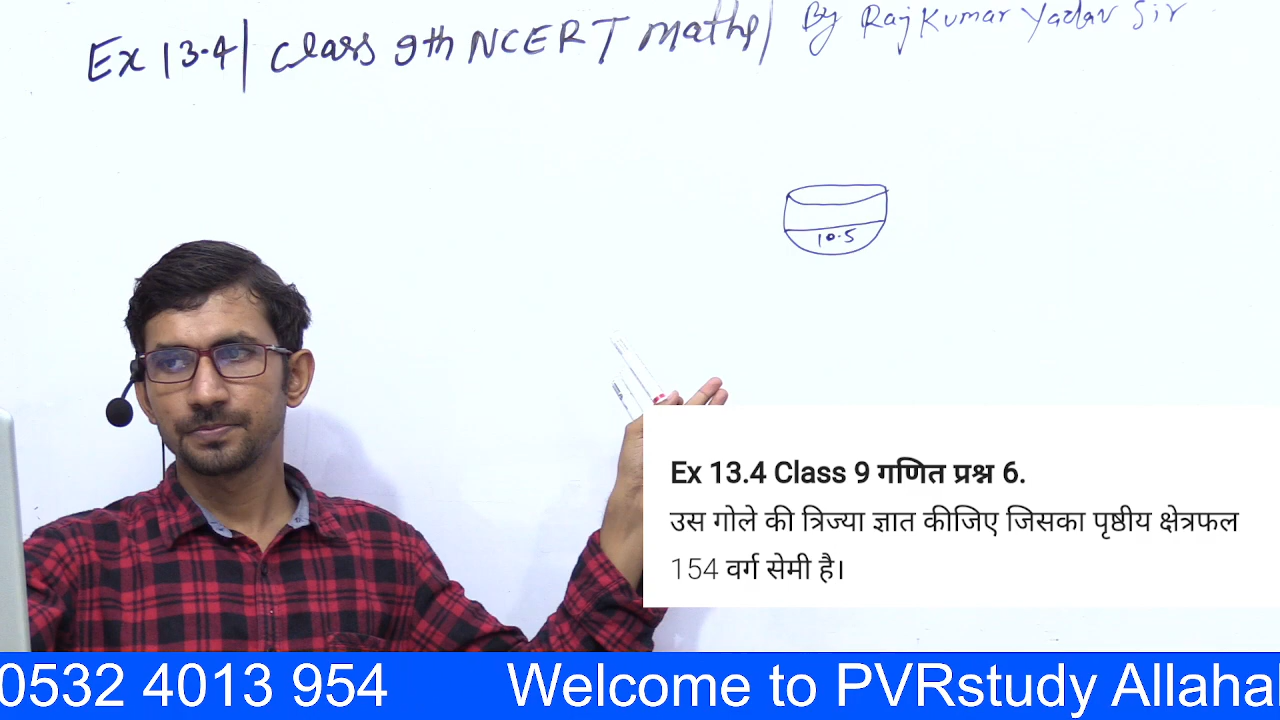 Ex 13.4 | Class 9th NCERT maths | By Raj Kumar Yadav Sir
10.5
Ex 13.4 Class 9 गणित प्रश्न 6.
उस गोले की त्रिज्या ज्ञात कीजिए जिसका पृष्ठीय क्षेत्रफल
154 वर्ग सेमी है।
0532 4013 954 Welcome to PVRstudy Allaha